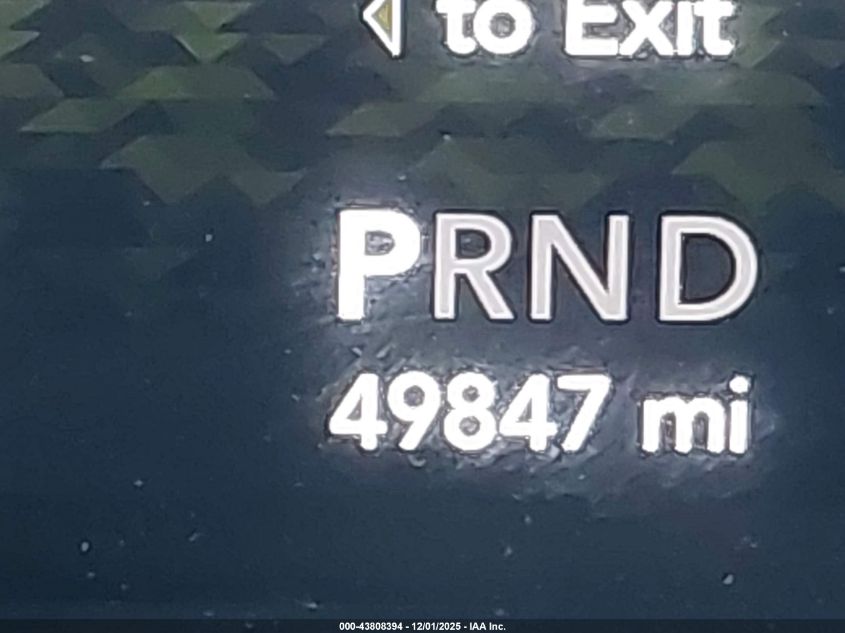 to Exit
PRND
49847 mi
000-43808394 - 12/01/2025 - IAA Inc.